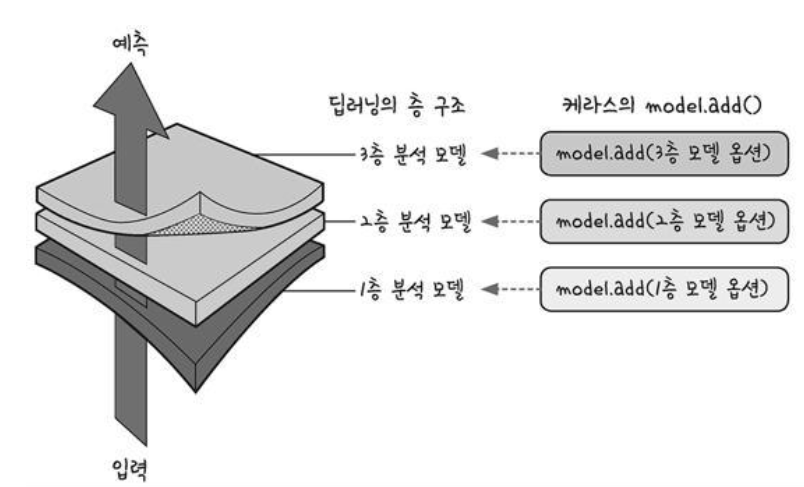 예측
딥러닝의 층 구조
케라스의 model.add()
3층 분석 모델
model.add(3층 모델 옵션)
2층 분석 모델
model.add(2층 모델 옵션)
1층 분석 모델
model.add(1층 모델 옵션)
입력